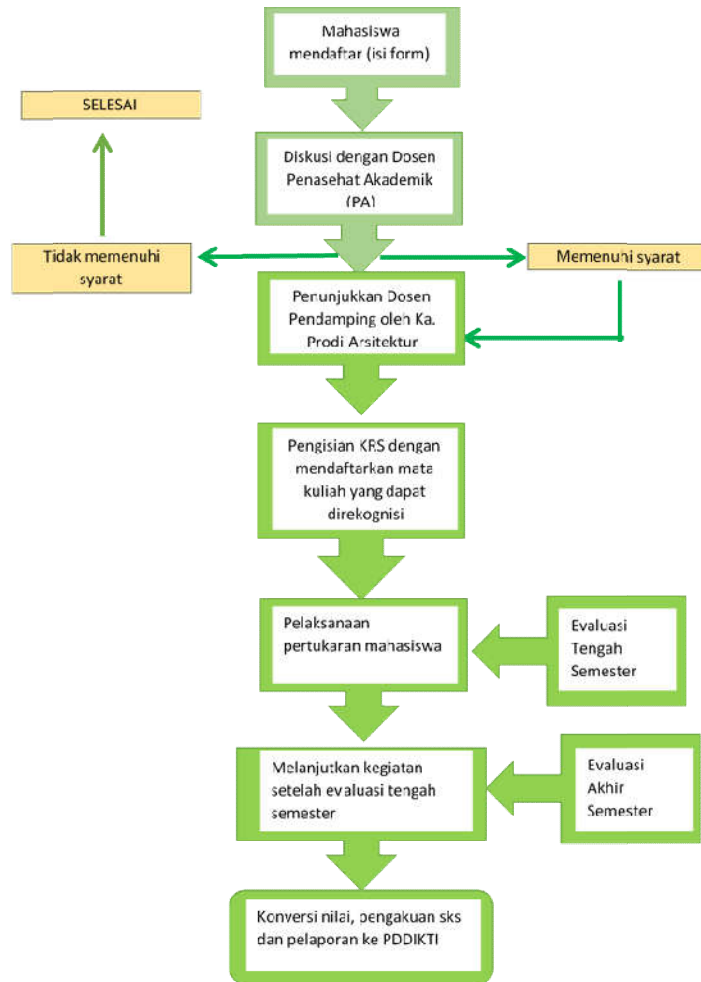 Mahasiswa
mendaftar (isi form)
SELESAI
Diskusi dengan Dosen
Penasehat Akademik
(PA)
Tidak memenuhi
syarat
Memenuhi syarat
Penunjukkan Dosen
Pendamping oleh Ka.
Prodi Arsitektur
Pengisian KRS dengan
mendaftarkan mata
kuliah yang dapat
direkognisi
Pelaksanaan
pertukaran mahasiswa
Evaluasi
Tengah
Semester
Melanjutkan kegiatan
setelah evaluasi tengah
semester
Evaluasi
Akhir
Semester
Konversi nilai, pengakuan sks
dan pelaporan ke PDDIKTI